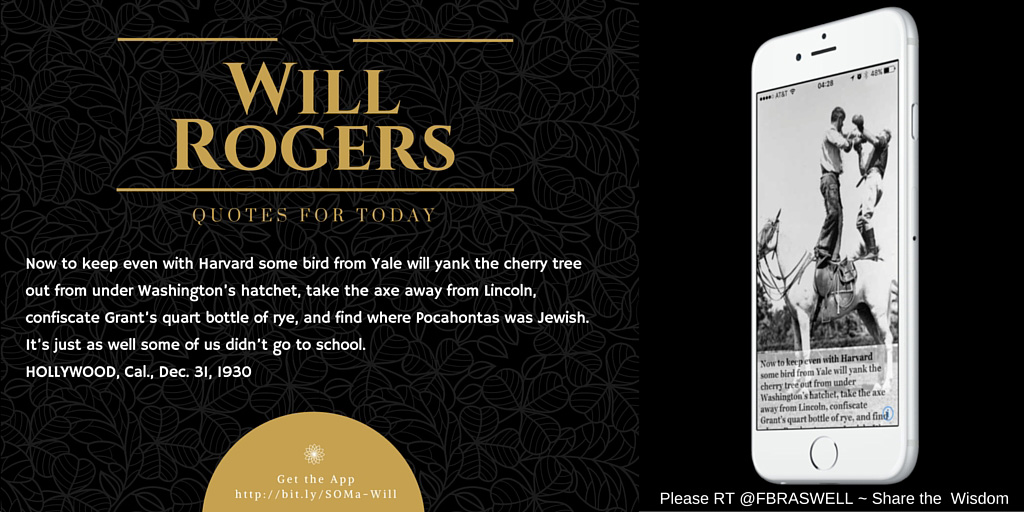 WILL
ROGERS
QUOTES FOR TODAY
Now to keep even with Harvard some bird from Yale will yank the cherry tree
out from under Washington's hatchet, take the axe away from Lincoln,
confiscate Grant's quart bottle of rye, and find where Pocahontas was Jewish.
It's just as well some of us didn't go to school.
HOLLYWOOD, Cal., Dec. 31, 1930
Get the App
http://bit.ly/SOMa-Will
AT&T 04:28 48%
Now to keep even with Harvard
some bird from Yale will yank the
cherry tree out from under
Washington's hatchet, take the axe
away from Lincoln, confiscate
Grant's quart bottle of rye, and find
Please RT @FBRASWELL ~ Share the Wisdom